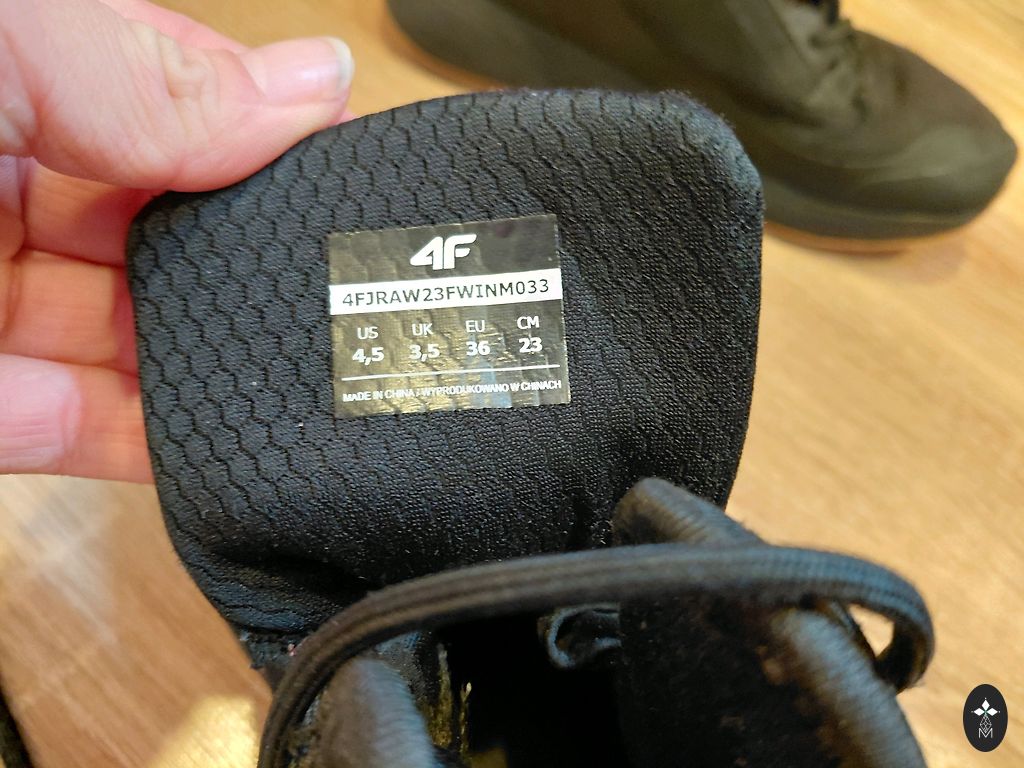 4F
4FJRAW23FWINM033
US UK EU CM
4,5 3,5 36 23
MADE IN CHINA / WYPRODUKOWANO W CHINACH
M